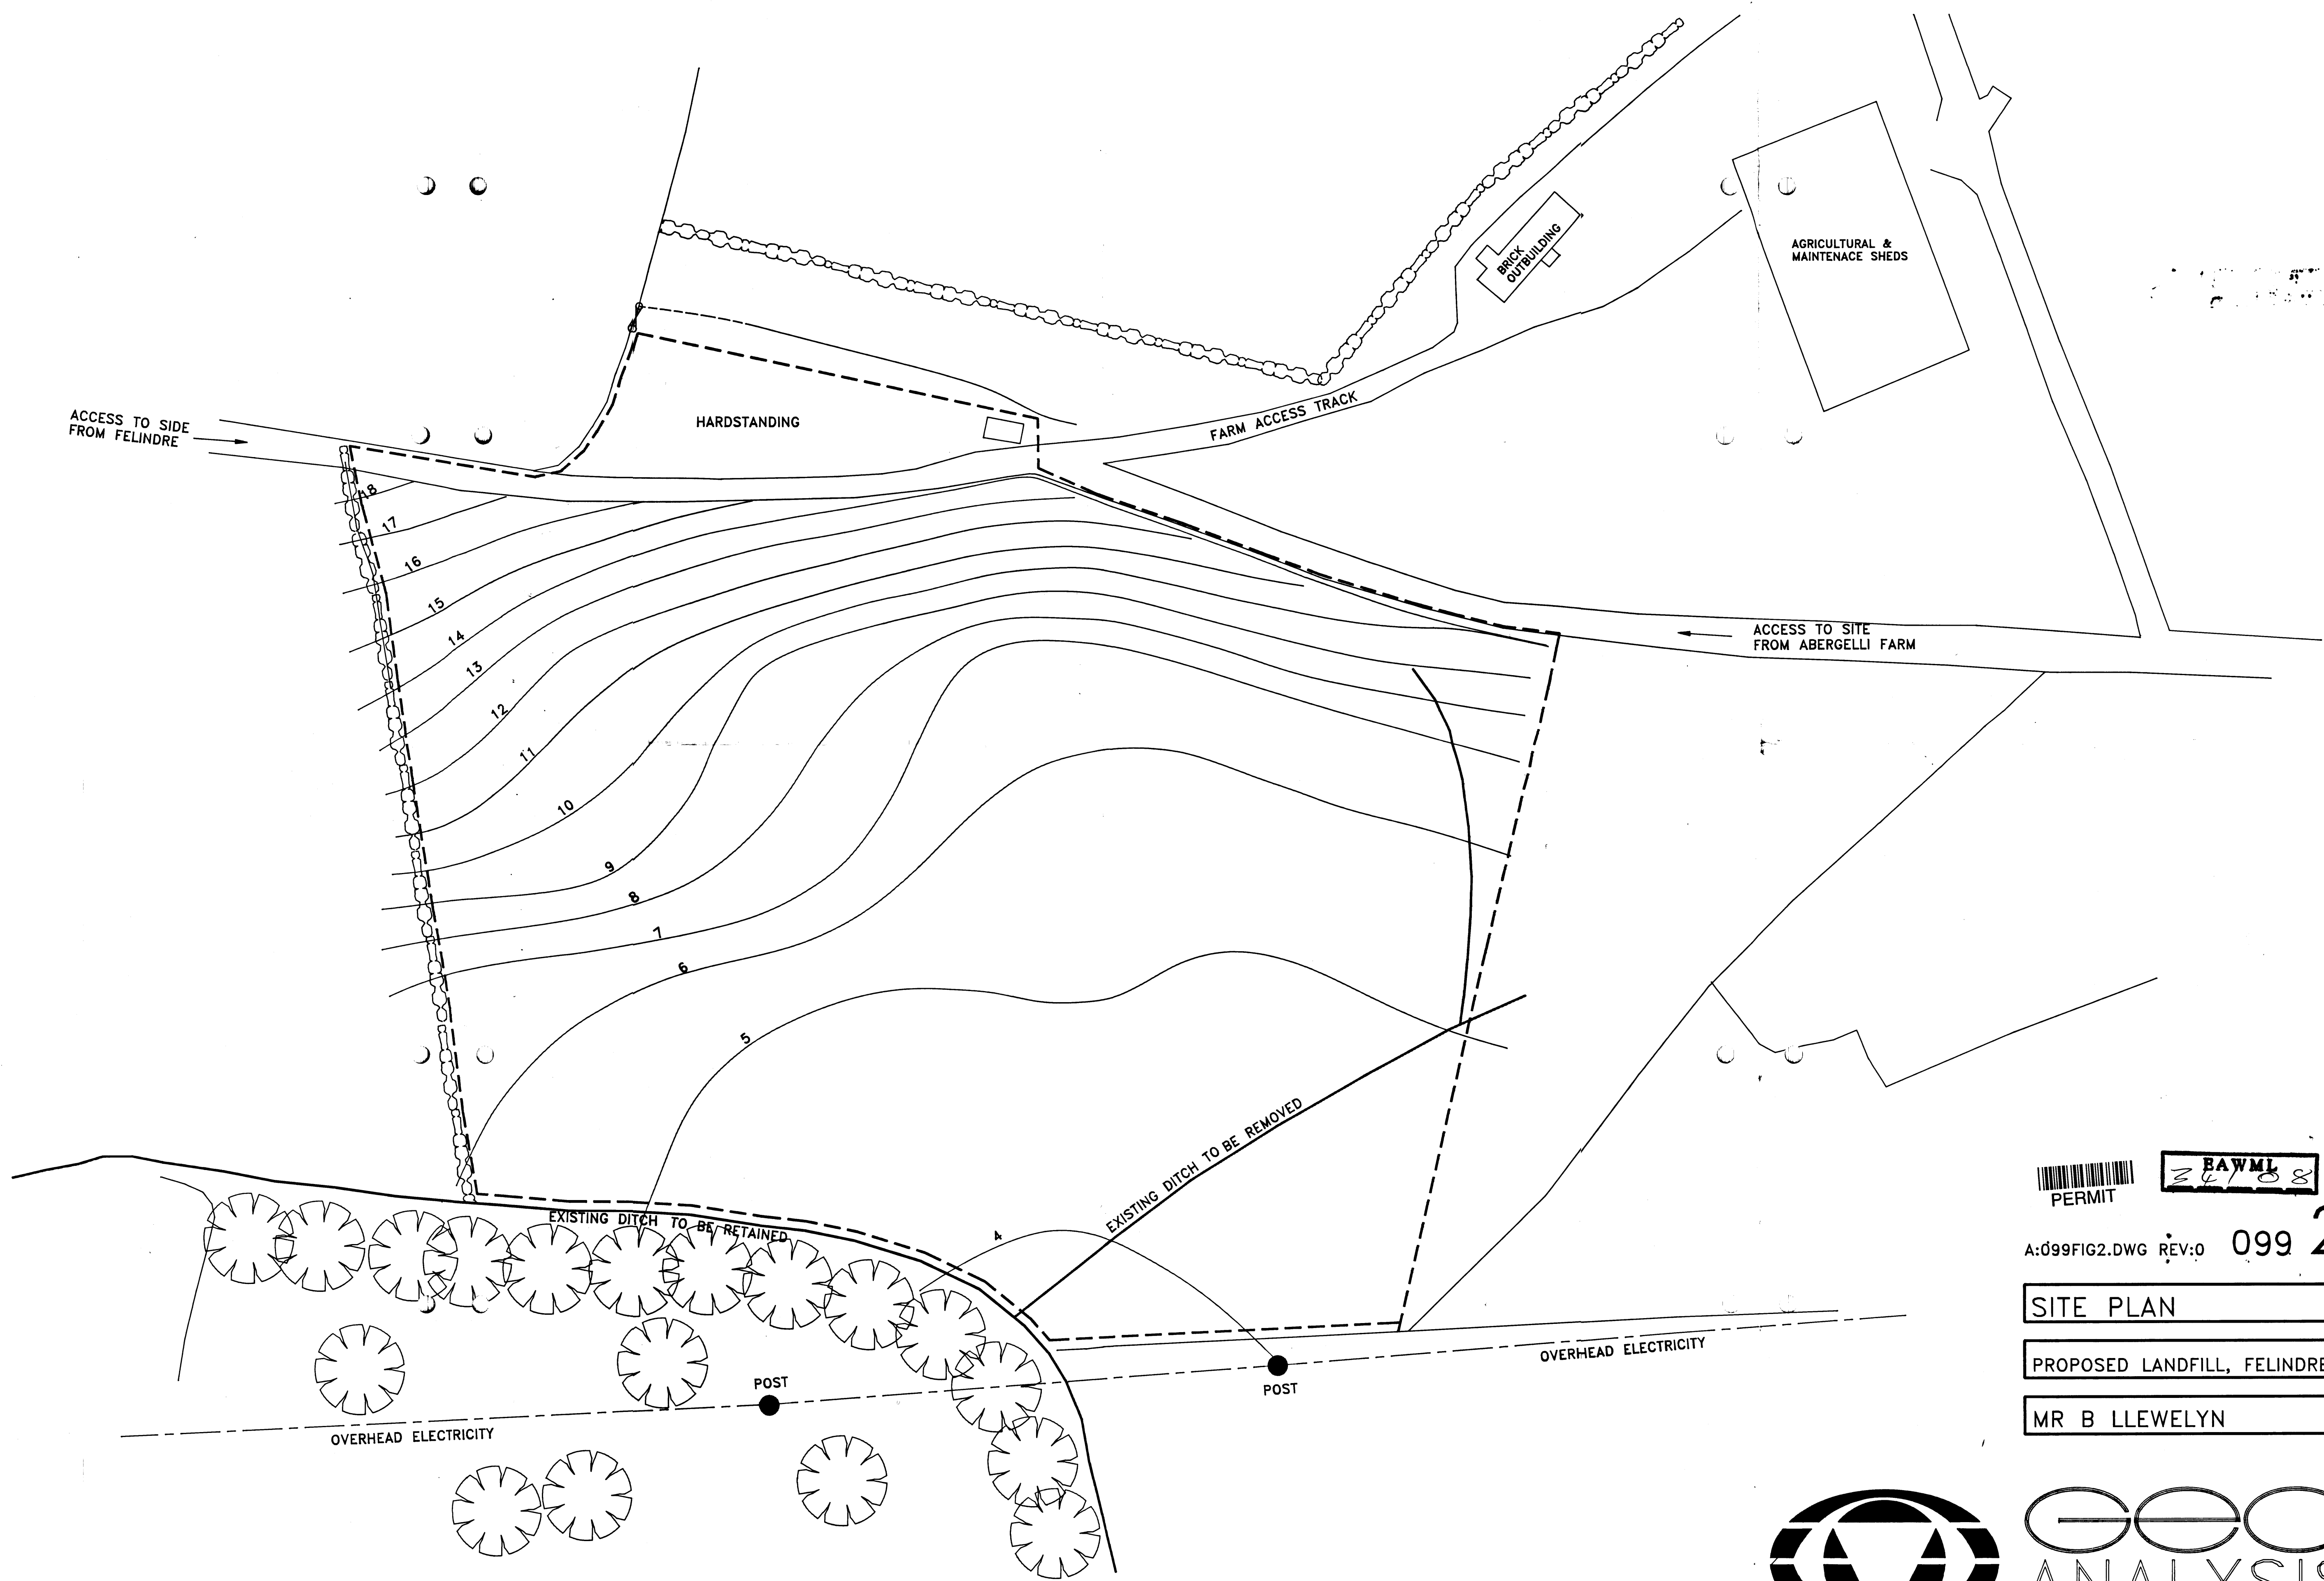 ACCESS TO SIDE
FROM FELINDRE
HARDSTANDING
FARM ACCESS TRACK
BRICK
OUTBUILDING
AGRICULTURAL &
MAINTENACE SHEDS
ACCESS TO SITE
FROM ABERGELLI FARM
18
17
16
15
14
13
12
11
10
9
8
7
6
5
4
EXISTING DITCH TO BE REMOVED
EXISTING DITCH TO BE RETAINED
POST
POST
OVERHEAD ELECTRICITY
OVERHEAD ELECTRICITY
PERMIT
EAWML
A:099FIG2.DWG REV:0 099
SITE PLAN
PROPOSED LANDFILL, FELINDRE
MR B LLEWELYN
GEO
ANALYSIS